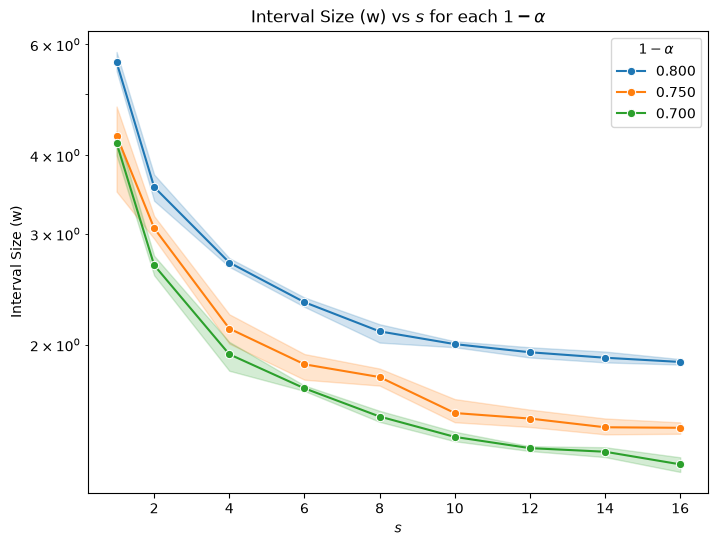 Interval Size (w) vs s for each 1 − α
6 × 10⁰
4 × 10⁰
3 × 10⁰
2 × 10⁰
Interval Size (w)
1 − α
0.800
0.750
0.700
2 4 6 8 10 12 14 16
s